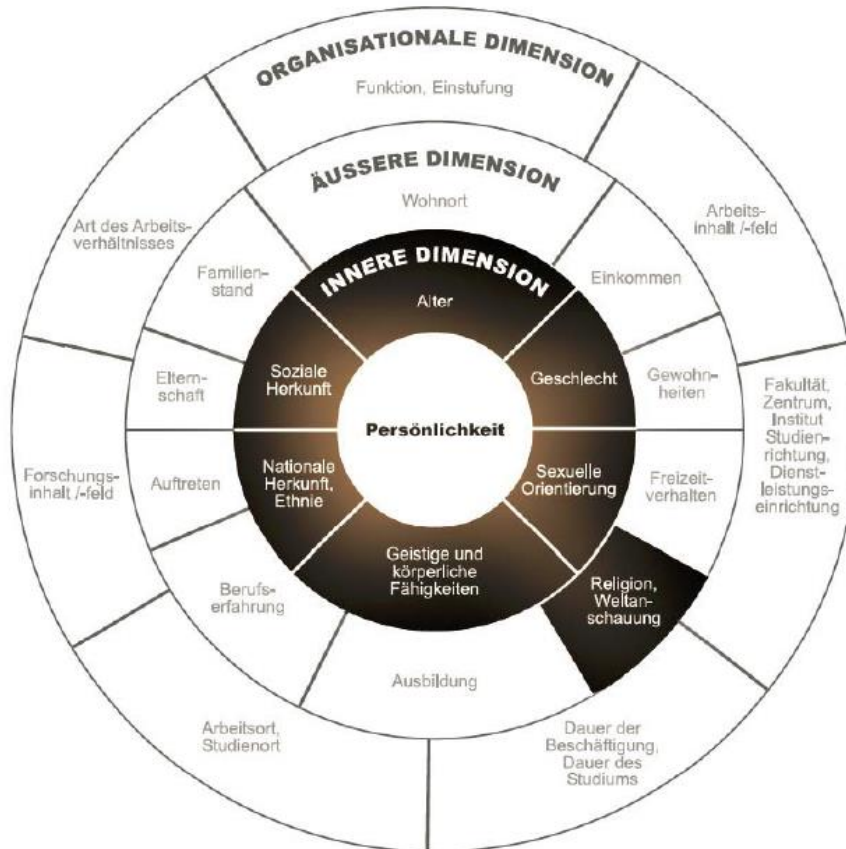 ORGANISATIONALE DIMENSION
Funktion, Einstufung
ÄUSSERE DIMENSION
Wohnort
INNERE DIMENSION
Alter
Persönlichkeit
Geschlecht
Sexuelle
Orientierung
Geistige und
körperliche
Fähigkeiten
Nationale
Herkunft,
Ethnie
Soziale
Herkunft
Einkommen
Gewohn-
heiten
Freizeit-
verhalten
Religion,
Weltan-
schauung
Ausbildung
Berufs-
erfahrung
Auftreten
Eltern-
schaft
Familien-
stand
Arbeits-
inhalt /-feld
Fakultät,
Zentrum,
Institut
Studien-
richtung,
Dienst-
leistungs-
einrichtung
Dauer der
Beschäftigung,
Dauer des
Studiums
Arbeitsort,
Studienort
Forschungs-
inhalt /-feld
Art des Arbeits-
verhältnisses